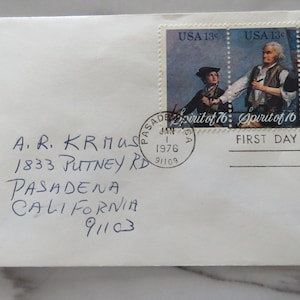 USA 13c USA 13c
Spirit of 76 Spirit of 76
PASADENA, CA
JAN 1
1976
91109
FIRST DAY
A. R. KRMUS
1833 PUTNEY RD
PASADENA
CALIFORNIA
91103